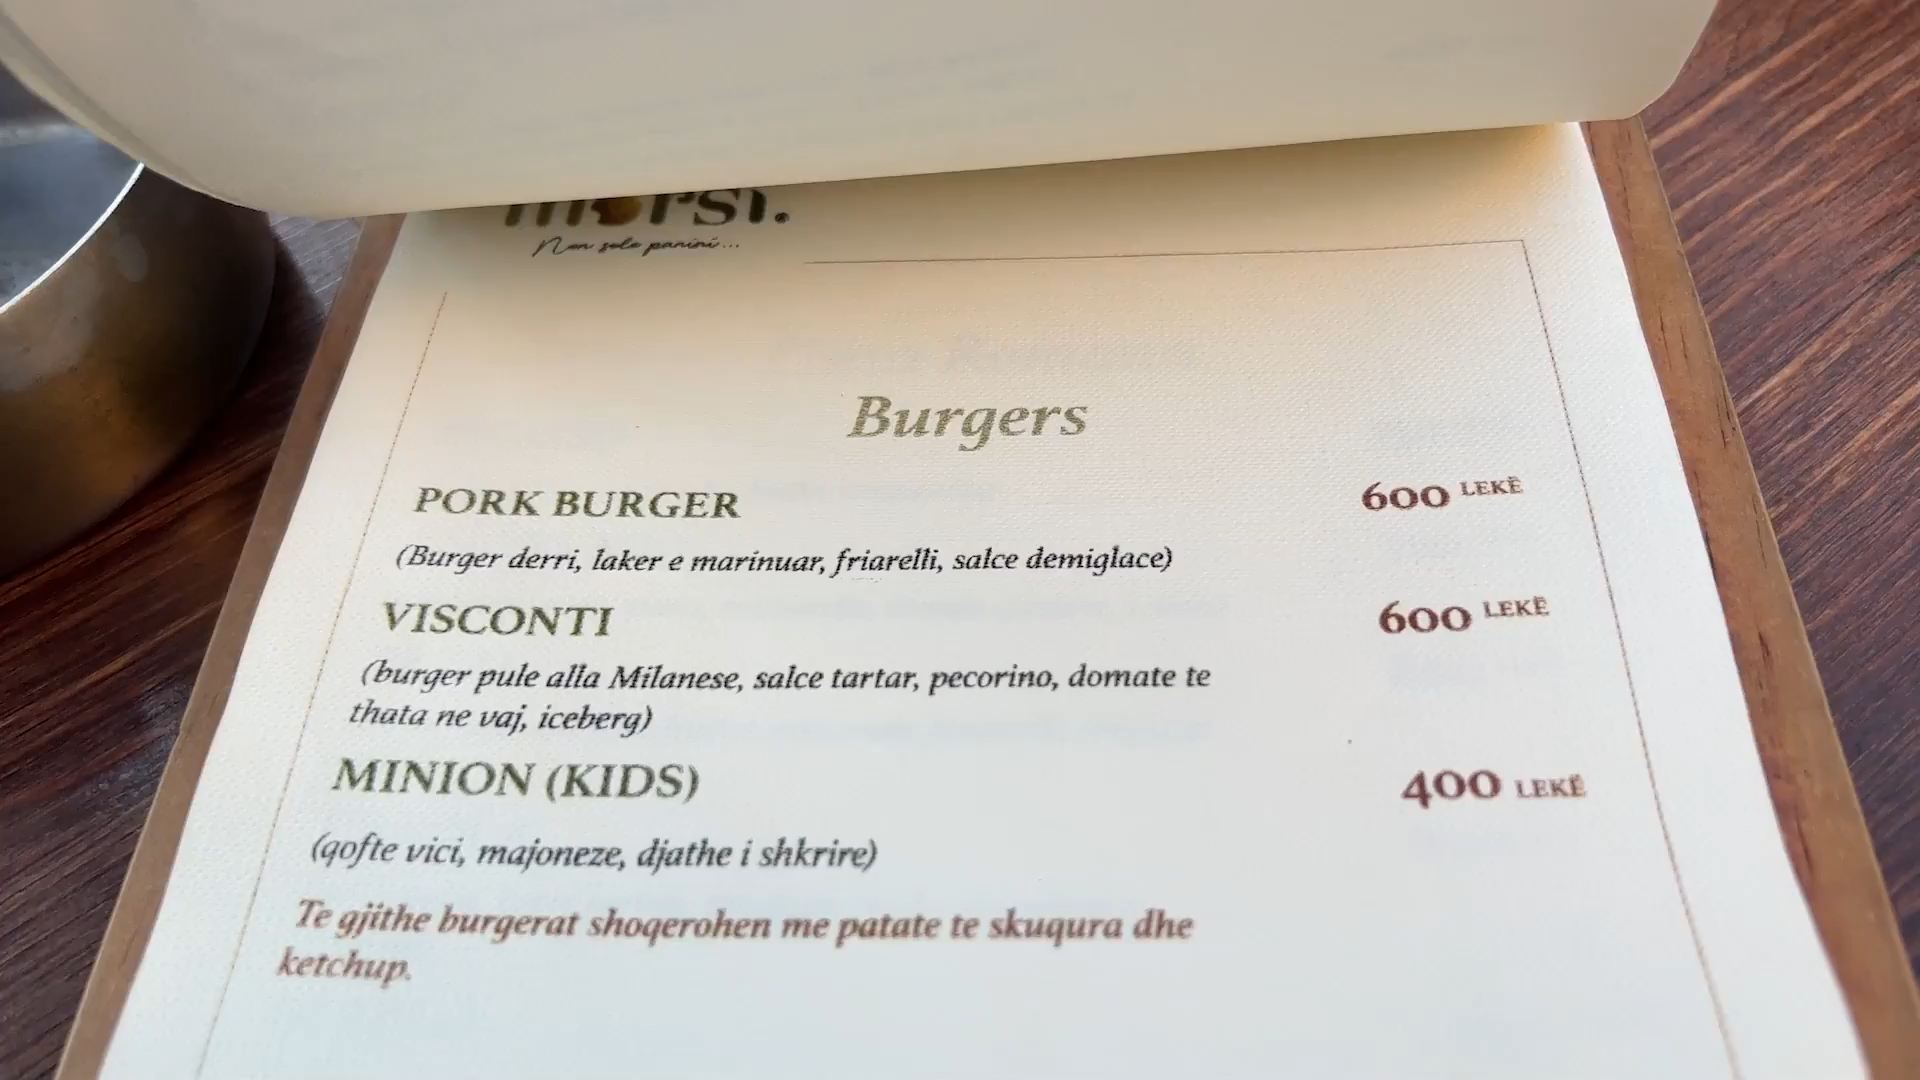 morsi.
Non solo panini...
Burgers
PORK BURGER 600 LEKË
(Burger derri, laker e marinuar, friarelli, salce demiglace)
VISCONTI 600 LEKË
(burger pule alla Milanese, salce tartar, pecorino, domate te
thata ne vaj, iceberg)
MINION (KIDS) 400 LEKË
(qofte vici, majoneze, djathe i shkrire)
Te gjithe burgerat shoqerohen me patate te skuqura dhe
ketchup.